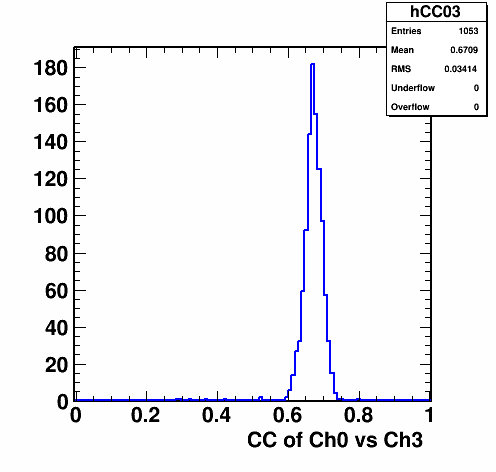 hCC03
Entries 1053
Mean 0.6709
RMS 0.03414
Underflow 0
Overflow 0
180
160
140
120
100
80
60
40
20
0
0 0.2 0.4 0.6 0.8 1
CC of Ch0 vs Ch3